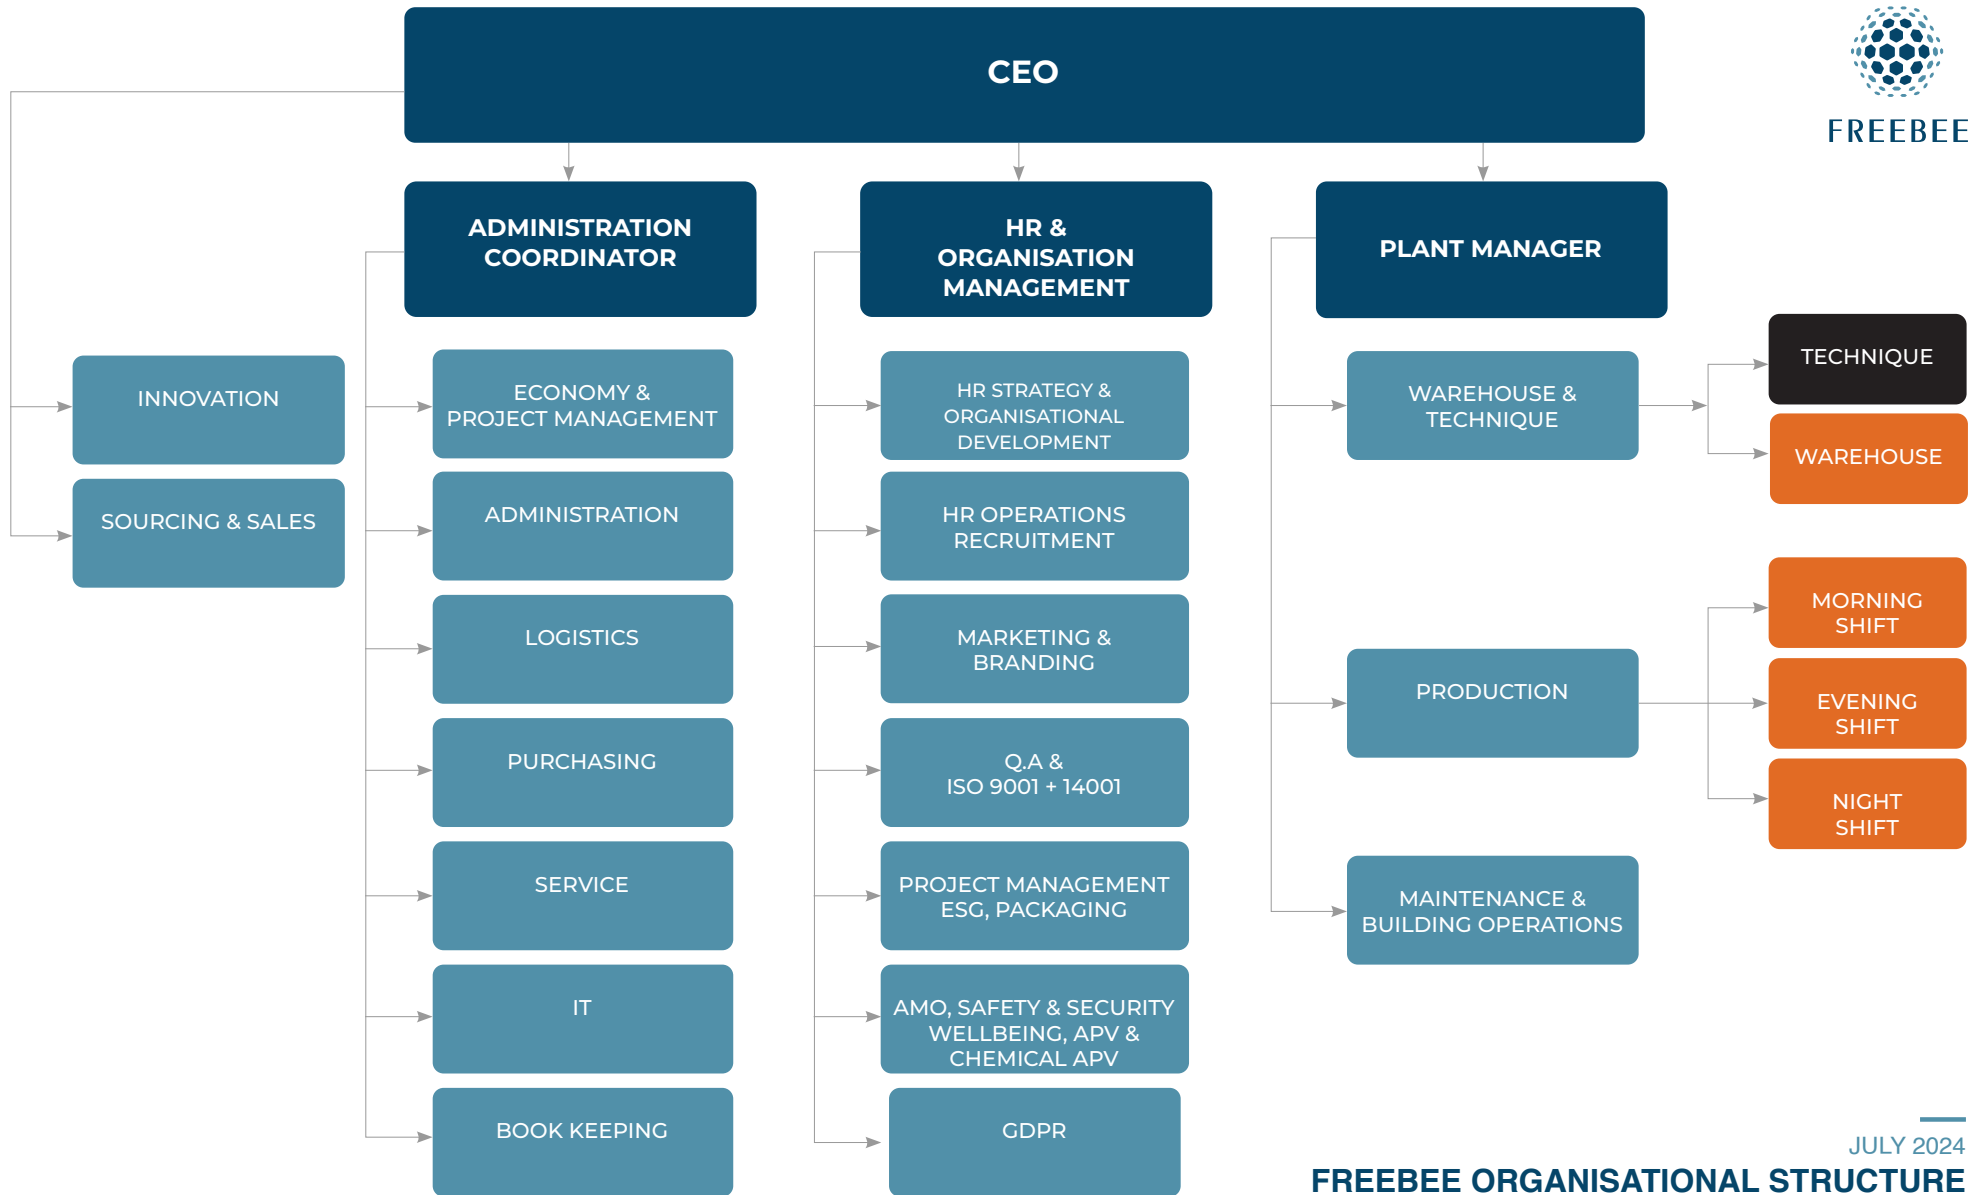 CEO
FREEBEE
ADMINISTRATION
COORDINATOR
HR &
ORGANISATION
MANAGEMENT
PLANT MANAGER
INNOVATION
SOURCING & SALES
ECONOMY &
PROJECT MANAGEMENT
ADMINISTRATION
LOGISTICS
PURCHASING
SERVICE
IT
BOOK KEEPING
HR STRATEGY &
ORGANISATIONAL
DEVELOPMENT
HR OPERATIONS
RECRUITMENT
MARKETING &
BRANDING
Q.A &
ISO 9001 + 14001
PROJECT MANAGEMENT
ESG, PACKAGING
AMO, SAFETY & SECURITY
WELLBEING, APV &
CHEMICAL APV
GDPR
WAREHOUSE &
TECHNIQUE
PRODUCTION
MAINTENANCE &
BUILDING OPERATIONS
TECHNIQUE
WAREHOUSE
MORNING
SHIFT
EVENING
SHIFT
NIGHT
SHIFT
JULY 2024
FREEBEE ORGANISATIONAL STRUCTURE